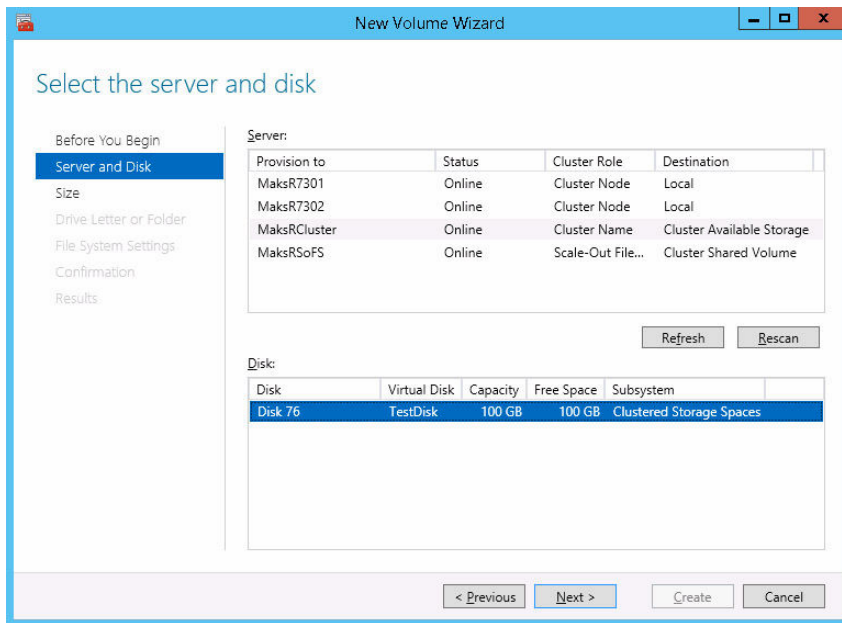 New Volume Wizard
Select the server and disk
Before You Begin
Server and Disk
Size
Drive Letter or Folder
File System Settings
Confirmation
Results
Server:
Provision to Status Cluster Role Destination
MaksR7301 Online Cluster Node Local
MaksR7302 Online Cluster Node Local
MaksRCluster Online Cluster Name Cluster Available Storage
MaksRSoFS Online Scale-Out File... Cluster Shared Volume
Refresh Rescan
Disk:
Disk Virtual Disk Capacity Free Space Subsystem
Disk 76 TestDisk 100 GB 100 GB Clustered Storage Spaces
< Previous Next > Create Cancel